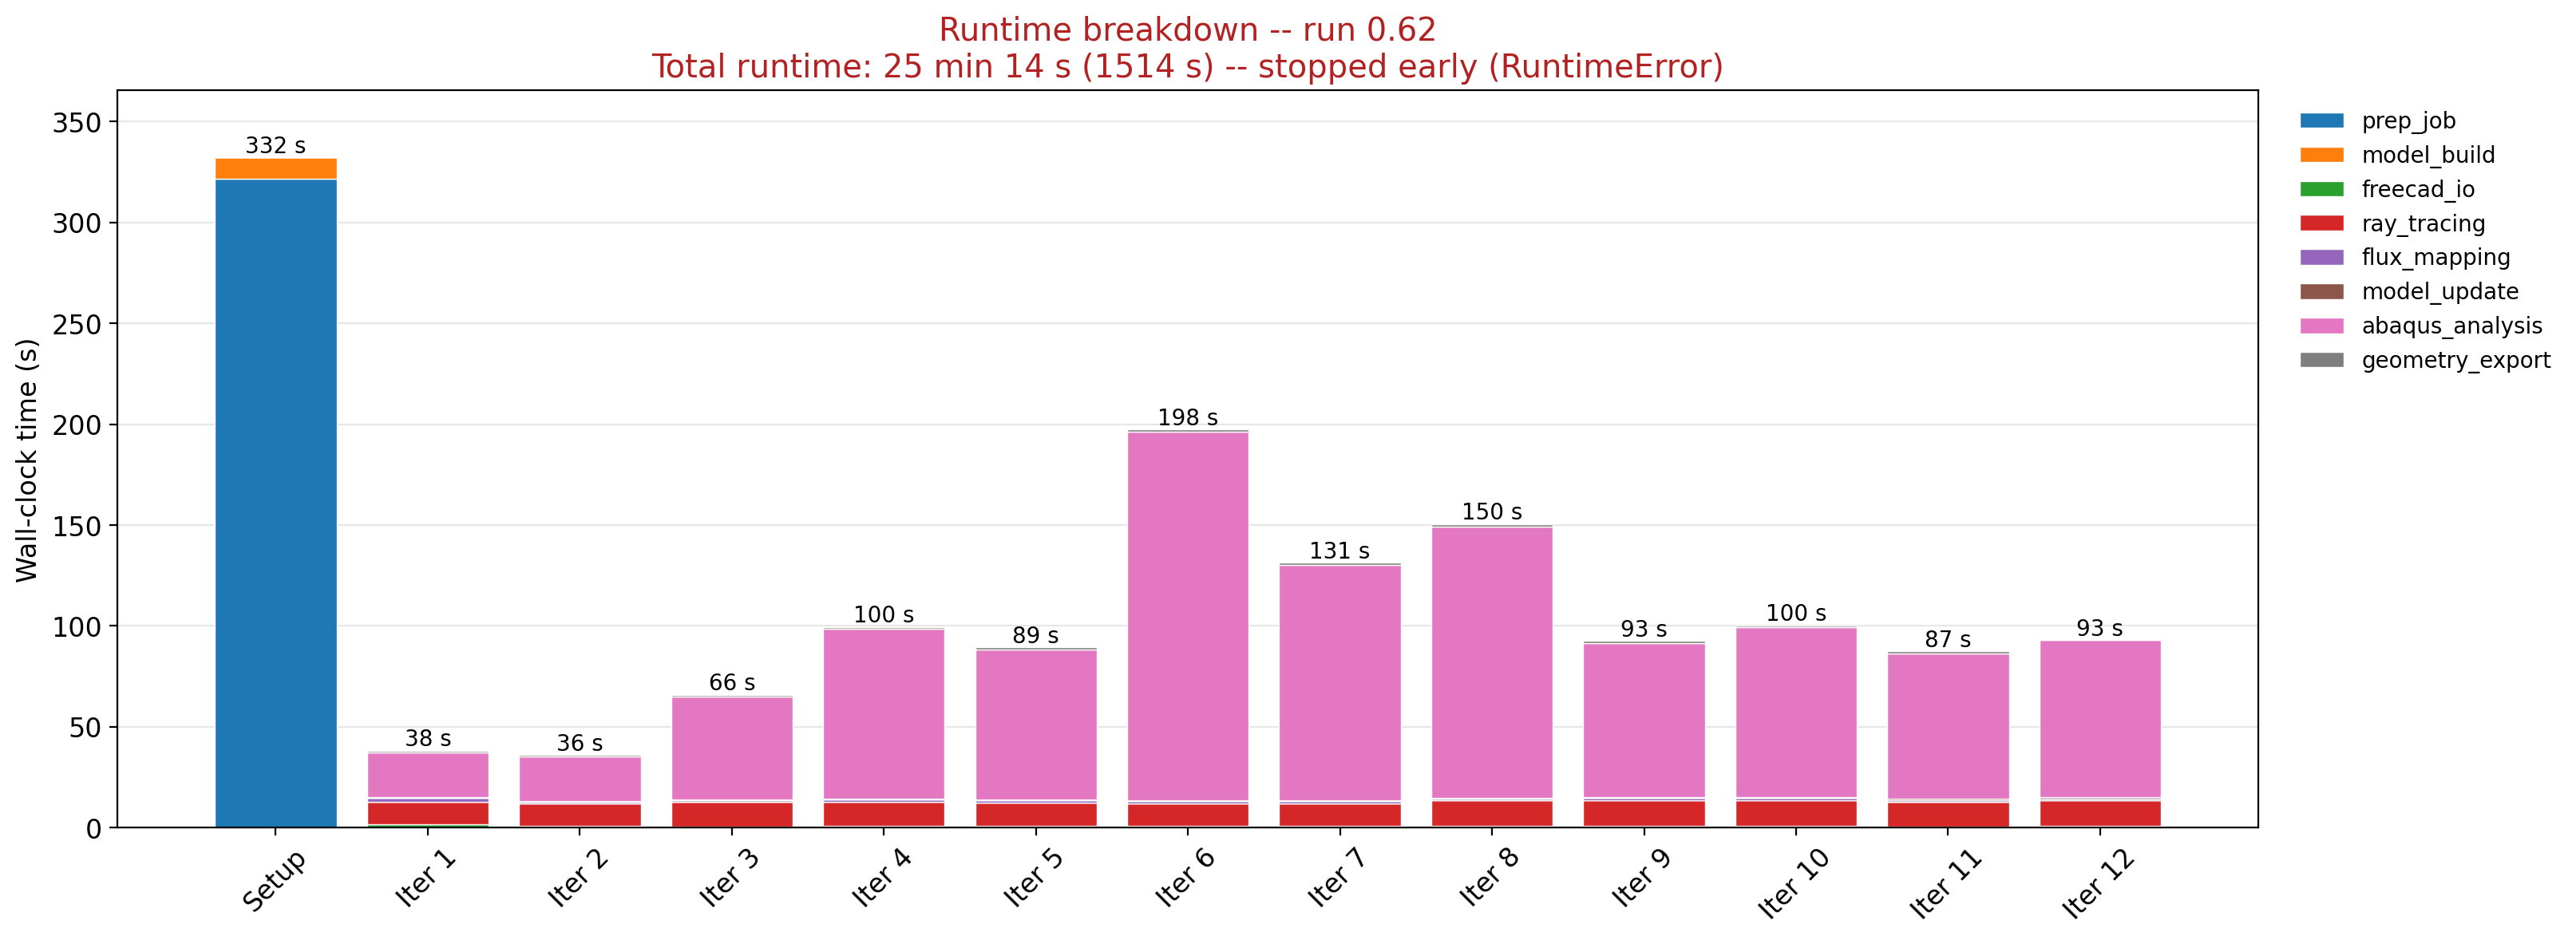 Runtime breakdown -- run 0.62
Total runtime: 25 min 14 s (1514 s) -- stopped early (RuntimeError)
Wall-clock time (s)
350
300
250
200
150
100
50
0
332 s
38 s
36 s
66 s
100 s
89 s
198 s
131 s
150 s
93 s
100 s
87 s
93 s
Setup
Iter 1
Iter 2
Iter 3
Iter 4
Iter 5
Iter 6
Iter 7
Iter 8
Iter 9
Iter 10
Iter 11
Iter 12
prep_job
model_build
freecad_io
ray_tracing
flux_mapping
model_update
abaqus_analysis
geometry_export